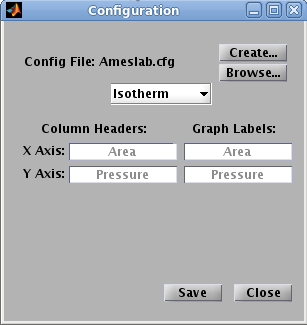 Configuration
Config File: Ameslab.cfg
Create...
Browse...
Isotherm
Column Headers: Graph Labels:
X Axis: Area Area
Y Axis: Pressure Pressure
Save Close